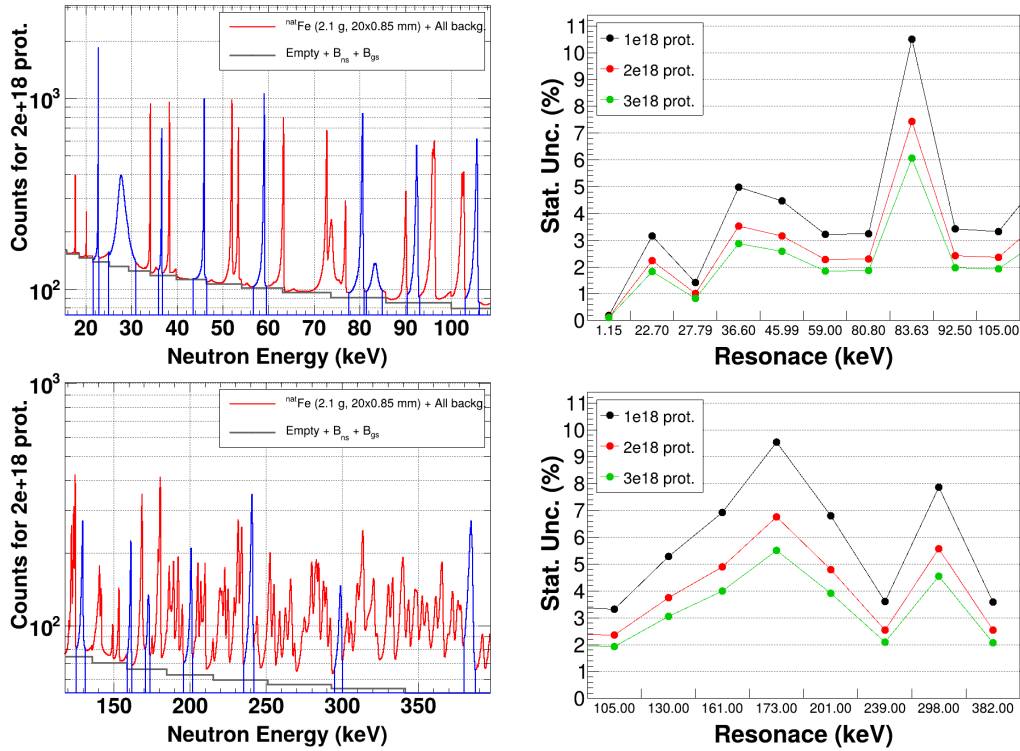 Counts for 2e+18 prot.
10³
10²
natFe (2.1 g, 20x0.85 mm) + All backg.
Empty + Bns + Bgs
20 30 40 50 60 70 80 90 100
Neutron Energy (keV)
Stat. Unc. (%)
11
10
9
8
7
6
5
4
3
2
1
0
1e18 prot.
2e18 prot.
3e18 prot.
1.15 22.70 27.79 36.60 45.99 59.00 80.80 83.63 92.50 105.00
Resonace (keV)
Counts for 2e+18 prot.
10³
10²
natFe (2.1 g, 20x0.85 mm) + All backg.
Empty + Bns + Bgs
150 200 250 300 350
Neutron Energy (keV)
Stat. Unc. (%)
11
10
9
8
7
6
5
4
3
2
1
0
1e18 prot.
2e18 prot.
3e18 prot.
105.00 130.00 161.00 173.00 201.00 239.00 298.00 382.00
Resonace (keV)